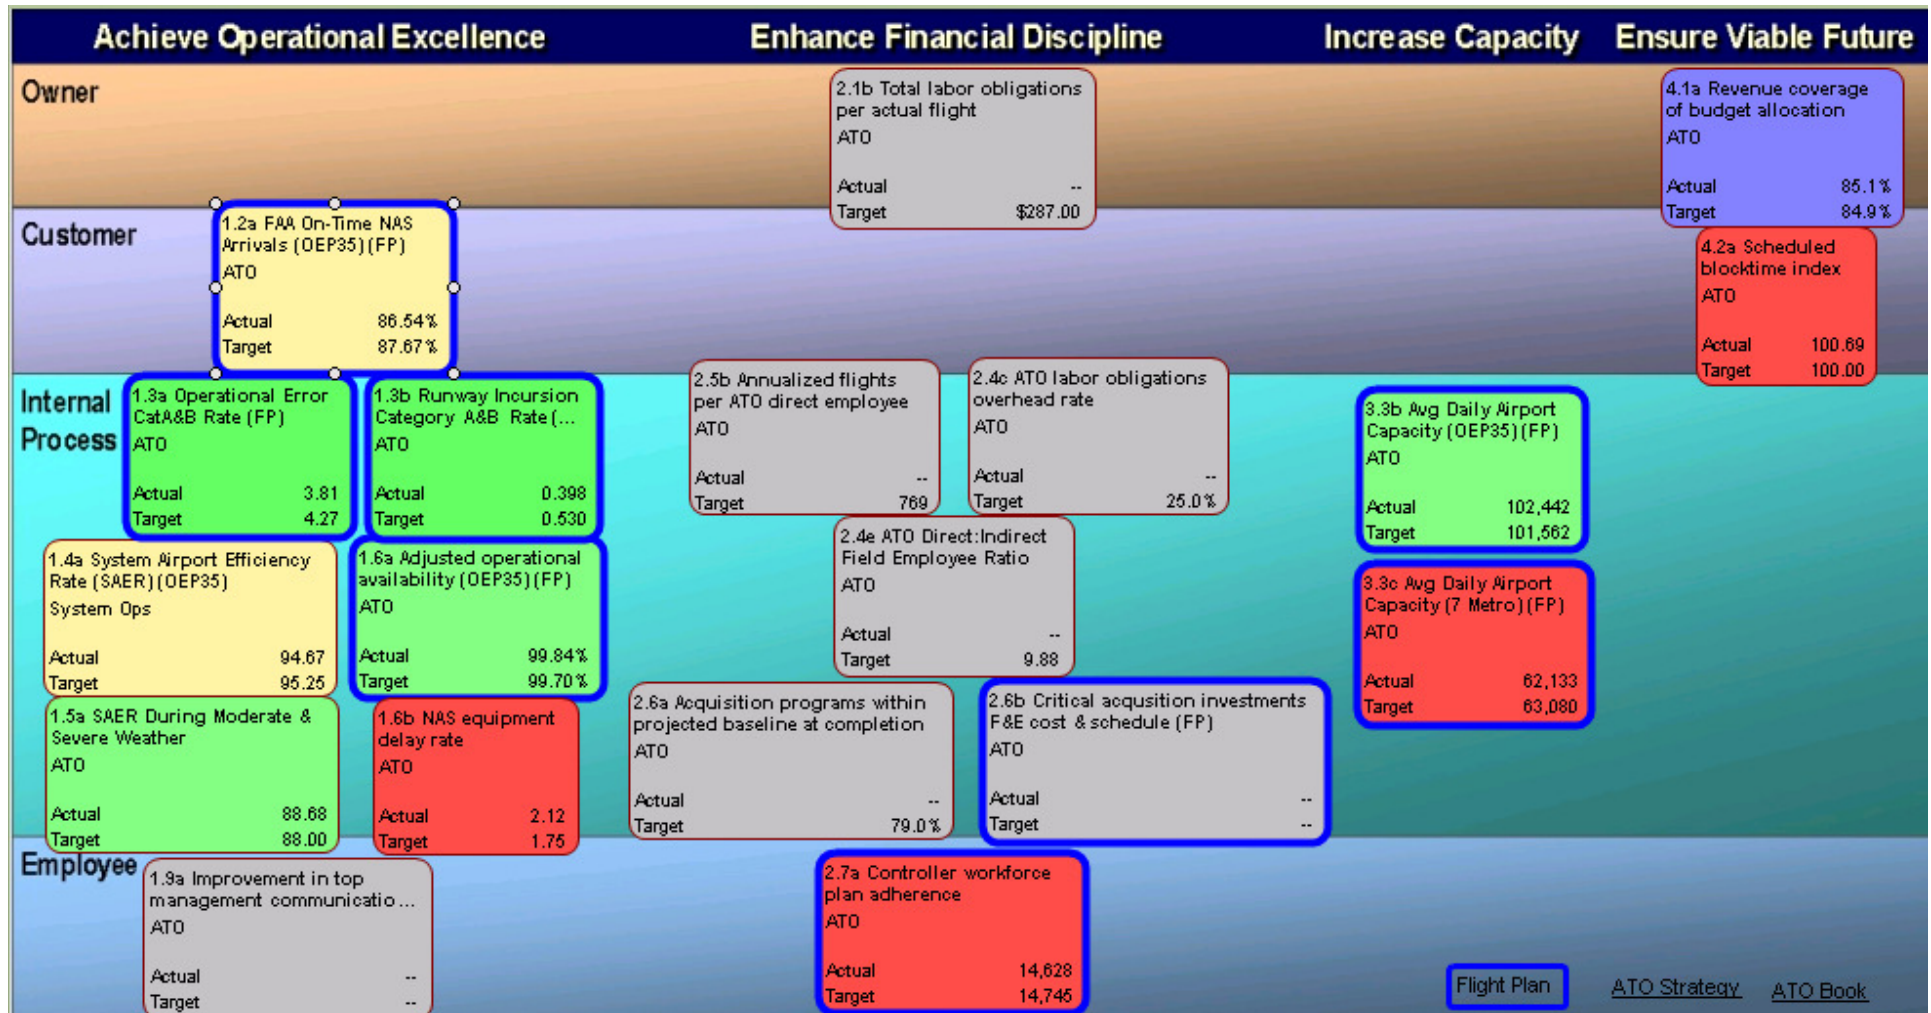 Achieve Operational Excellence
Enhance Financial Discipline
Increase Capacity
Ensure Viable Future
Owner
2.1b Total labor obligations
per actual flight
ATO
Actual --
Target $287.00
4.1a Revenue coverage
of budget allocation
ATO
Actual 85.1%
Target 84.9%
Customer
1.2a FAA On-Time NAS
Arrivals (OEP35)(FP)
ATO
Actual 86.54%
Target 87.67%
4.2a Scheduled
blocktime index
ATO
Actual 100.69
Target 100.00
Internal
Process
1.3a Operational Error
CatA&B Rate (FP)
ATO
Actual 3.81
Target 4.27
1.3b Runway Incursion
Category A&B Rate (...
ATO
Actual 0.398
Target 0.530
2.5b Annualized flights
per ATO direct employee
ATO
Actual --
Target 769
2.4c ATO labor obligations
overhead rate
ATO
Actual --
Target 25.0%
3.3b Avg Daily Airport
Capacity (OEP35)(FP)
ATO
Actual 102,442
Target 101,562
1.4a System Airport Efficiency
Rate (SAER)(OEP35)
System Ops
Actual 94.67
Target 95.25
1.6a Adjusted operational
availability (OEP35)(FP)
ATO
Actual 99.84%
Target 99.70%
2.4e ATO Direct:Indirect
Field Employee Ratio
ATO
Actual --
Target 9.88
3.3c Avg Daily Airport
Capacity (7 Metro)(FP)
ATO
Actual 62,133
Target 63,080
1.5a SAER During Moderate &
Severe Weather
ATO
Actual 88.68
Target 88.00
1.6b NAS equipment
delay rate
ATO
Actual 2.12
Target 1.75
2.6a Acquisition programs within
projected baseline at completion
ATO
Actual --
Target 79.0%
2.6b Critical acqusition investments
F&E cost & schedule (FP)
ATO
Actual --
Target --
Employee
1.9a Improvement in top
management communicatio...
ATO
Actual --
Target --
2.7a Controller workforce
plan adherence
ATO
Actual 14,628
Target 14,745
Flight Plan
ATO Strategy
ATO Book